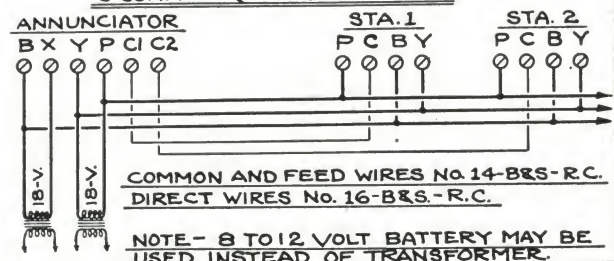 ANNUNCIATOR STA. 1 STA. 2
B X Y P C1 C2 P C B Y P C B Y
18-V. 18-V.
COMMON AND FEED WIRES No. 14-B&S-R.C.
DIRECT WIRES No. 16-B&S.-R.C.
NOTE- 8 TO 12 VOLT BATTERY MAY BE
USED INSTEAD OF TRANSFORMER.